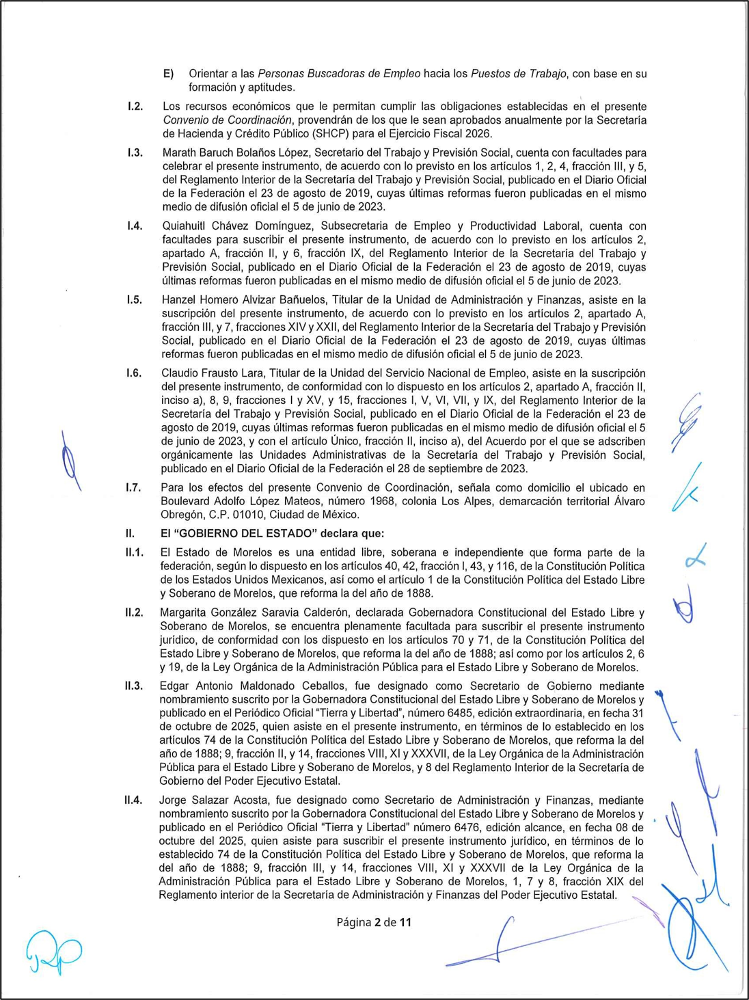 E) Orientar a las Personas Buscadoras de Empleo hacia los Puestos de Trabajo, con base en su
formación y aptitudes.
I.2. Los recursos económicos que le permitan cumplir las obligaciones establecidas en el presente
Convenio de Coordinación, provendrán de los que le sean aprobados anualmente por la Secretaría
de Hacienda y Crédito Público (SHCP) para el Ejercicio Fiscal 2026.
I.3. Marath Baruch Bolaños López, Secretario del Trabajo y Previsión Social, cuenta con facultades para
celebrar el presente instrumento, de acuerdo con lo previsto en los artículos 1, 2, 4, fracción III, y 5,
del Reglamento Interior de la Secretaría del Trabajo y Previsión Social, publicado en el Diario Oficial
de la Federación el 23 de agosto de 2019, cuyas últimas reformas fueron publicadas en el mismo
medio de difusión oficial el 5 de junio de 2023.
I.4. Quiahuitl Chávez Domínguez, Subsecretaria de Empleo y Productividad Laboral, cuenta con
facultades para suscribir el presente instrumento, de acuerdo con lo previsto en los artículos 2,
apartado A, fracción II, y 6, fracción IX, del Reglamento Interior de la Secretaría del Trabajo y
Previsión Social, publicado en el Diario Oficial de la Federación el 23 de agosto de 2019, cuyas
últimas reformas fueron publicadas en el mismo medio de difusión oficial el 5 de junio de 2023.
I.5. Hanzel Homero Alvizar Bañuelos, Titular de la Unidad de Administración y Finanzas, asiste en la
suscripción del presente instrumento, de acuerdo con lo previsto en los artículos 2, apartado A,
fracción III, y 7, fracciones XIV y XXII, del Reglamento Interior de la Secretaría del Trabajo y Previsión
Social, publicado en el Diario Oficial de la Federación el 23 de agosto de 2019, cuyas últimas
reformas fueron publicadas en el mismo medio de difusión oficial el 5 de junio de 2023.
I.6. Claudio Frausto Lara, Titular de la Unidad del Servicio Nacional de Empleo, asiste en la suscripción
del presente instrumento, de conformidad con lo dispuesto en los artículos 2, apartado A, fracción II,
inciso a), 8, 9, fracciones I y XV, y 15, fracciones I, V, VI, VII, y IX, del Reglamento Interior de la
Secretaría del Trabajo y Previsión Social, publicado en el Diario Oficial de la Federación el 23 de
agosto de 2019, cuyas últimas reformas fueron publicadas en el mismo medio de difusión oficial el 5
de junio de 2023, y con el artículo Único, fracción II, inciso a), del Acuerdo por el que se adscriben
orgánicamente las Unidades Administrativas de la Secretaría del Trabajo y Previsión Social,
publicado en el Diario Oficial de la Federación el 28 de septiembre de 2023.
I.7. Para los efectos del presente Convenio de Coordinación, señala como domicilio el ubicado en
Boulevard Adolfo López Mateos, número 1968, colonia Los Alpes, demarcación territorial Álvaro
Obregón, C.P. 01010, Ciudad de México.
II. El “GOBIERNO DEL ESTADO” declara que:
II.1. El Estado de Morelos es una entidad libre, soberana e independiente que forma parte de la
federación, según lo dispuesto en los artículos 40, 42, fracción I, 43, y 116, de la Constitución Política
de los Estados Unidos Mexicanos, así como el artículo 1 de la Constitución Política del Estado Libre
y Soberano de Morelos, que reforma la del año de 1888.
II.2. Margarita González Saravia Calderón, declarada Gobernadora Constitucional del Estado Libre y
Soberano de Morelos, se encuentra plenamente facultada para suscribir el presente instrumento
jurídico, de conformidad con los dispuesto en los artículos 70 y 71, de la Constitución Política del
Estado Libre y Soberano de Morelos, que reforma la del año de 1888; así como por los artículos 2, 6
y 19, de la Ley Orgánica de la Administración Pública para el Estado Libre y Soberano de Morelos.
II.3. Edgar Antonio Maldonado Ceballos, fue designado como Secretario de Gobierno mediante
nombramiento suscrito por la Gobernadora Constitucional del Estado Libre y Soberano de Morelos y
publicado en el Periódico Oficial “Tierra y Libertad”, número 6485, edición extraordinaria, en fecha 31
de octubre de 2025, quien asiste en el presente instrumento, en términos de lo establecido en los
artículos 74 de la Constitución Política del Estado Libre y Soberano de Morelos, que reforma la del
año de 1888; 9, fracción II, y 14, fracciones VIII, XI y XXXVII, de la Ley Orgánica de la Administración
Pública para el Estado Libre y Soberano de Morelos, y 8 del Reglamento Interior de la Secretaría de
Gobierno del Poder Ejecutivo Estatal.
II.4. Jorge Salazar Acosta, fue designado como Secretario de Administración y Finanzas, mediante
nombramiento suscrito por la Gobernadora Constitucional del Estado Libre y Soberano de Morelos y
publicado en el Periódico Oficial “Tierra y Libertad” número 6476, edición alcance, en fecha 08 de
octubre del 2025, quien asiste para suscribir el presente instrumento jurídico, en términos de lo
establecido 74 de la Constitución Política del Estado Libre y Soberano de Morelos, que reforma la
del año de 1888; 9, fracción III, y 14, fracciones VIII, XI y XXXVII de la Ley Orgánica de la
Administración Pública para el Estado Libre y Soberano de Morelos, 1, 7 y 8, fracción XIX del
Reglamento interior de la Secretaría de Administración y Finanzas del Poder Ejecutivo Estatal.
Página 2 de 11